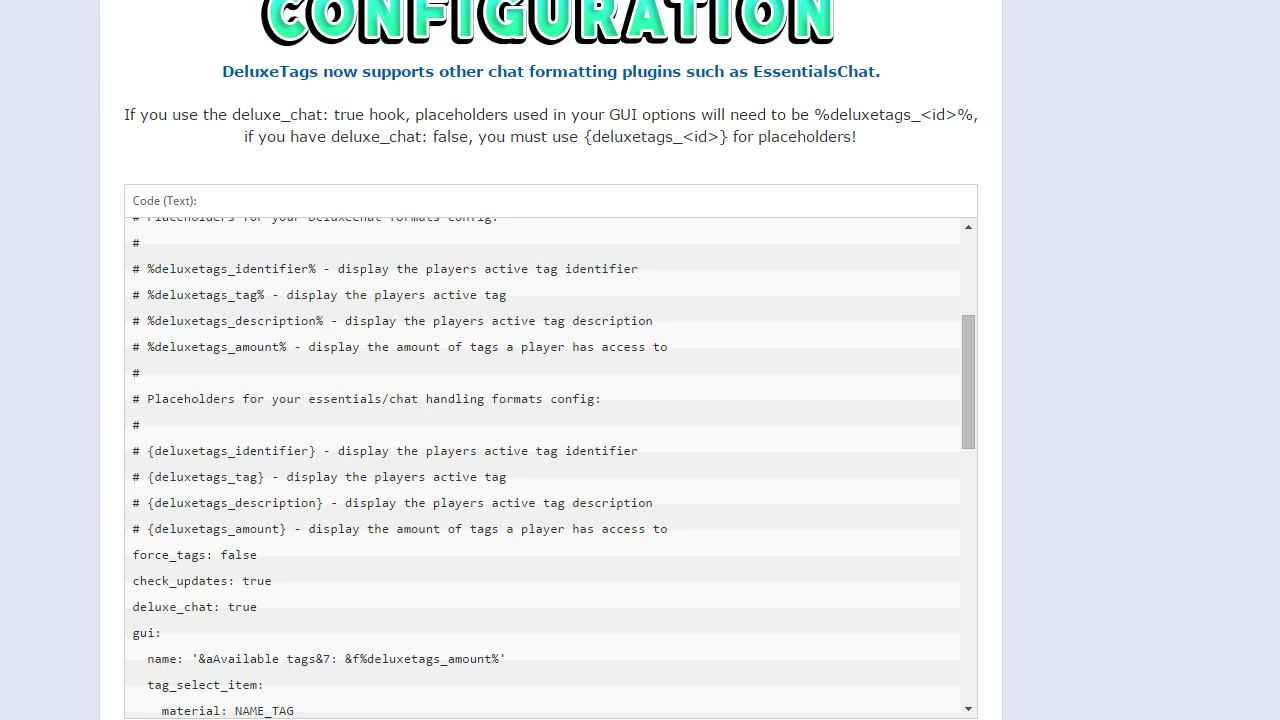 CONFIGURATION
DeluxeTags now supports other chat formatting plugins such as EssentialsChat.
If you use the deluxe_chat: true hook, placeholders used in your GUI options will need to be %deluxetags_<id>%,
if you have deluxe_chat: false, you must use {deluxetags_<id>} for placeholders!
Code (Text):
# Placeholders for your DeluxeChat formats config:
#
# %deluxetags_identifier% - display the players active tag identifier
# %deluxetags_tag% - display the players active tag
# %deluxetags_description% - display the players active tag description
# %deluxetags_amount% - display the amount of tags a player has access to
#
# Placeholders for your essentials/chat handling formats config:
#
# {deluxetags_identifier} - display the players active tag identifier
# {deluxetags_tag} - display the players active tag
# {deluxetags_description} - display the players active tag description
# {deluxetags_amount} - display the amount of tags a player has access to
force_tags: false
check_updates: true
deluxe_chat: true
gui:
  name: '&aAvailable tags&7: &f%deluxetags_amount%'
  tag_select_item:
    material: NAME_TAG